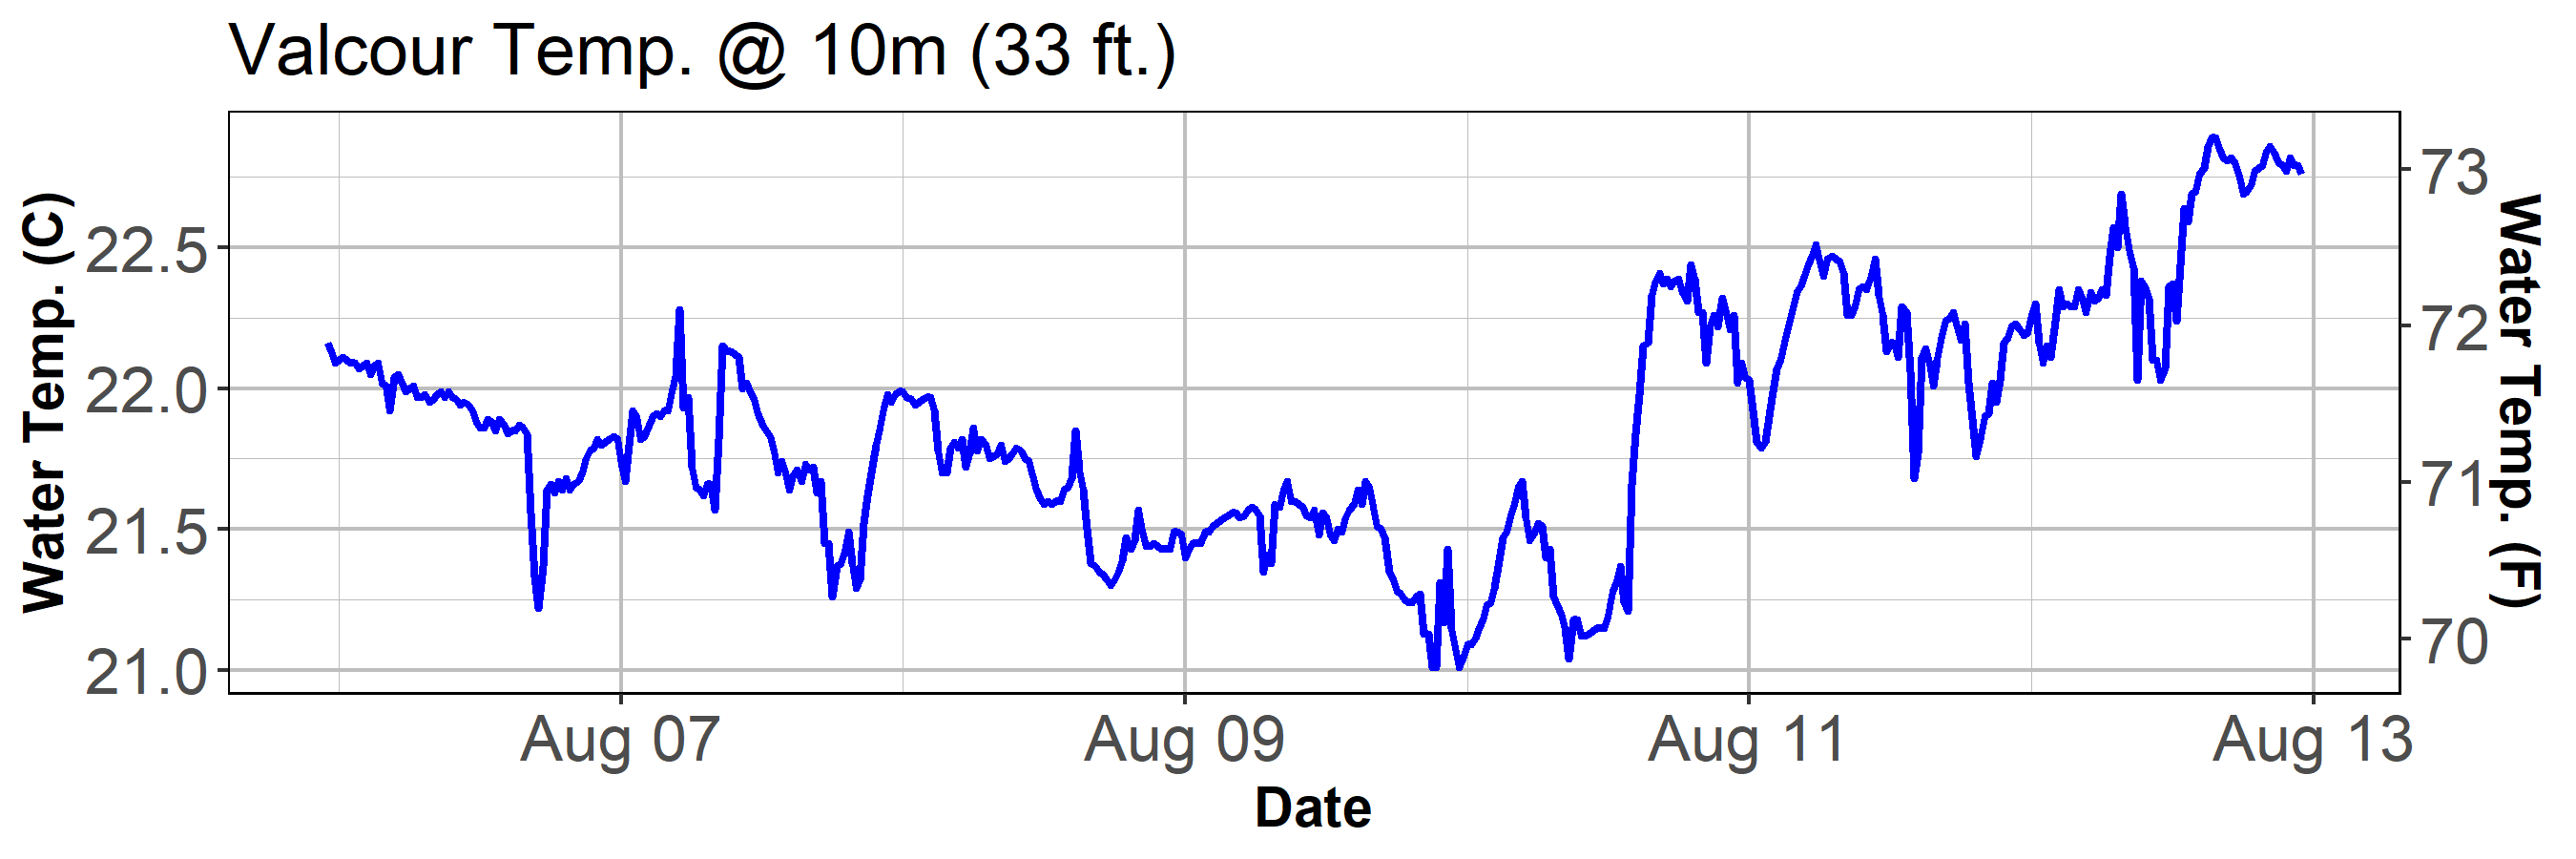 Valcour Temp. @ 10m (33 ft.)
Water Temp. (C)
22.5
22.0
21.5
21.0
73
72
71
70
Water Temp. (F)
Aug 07
Aug 09
Aug 11
Aug 13
Date